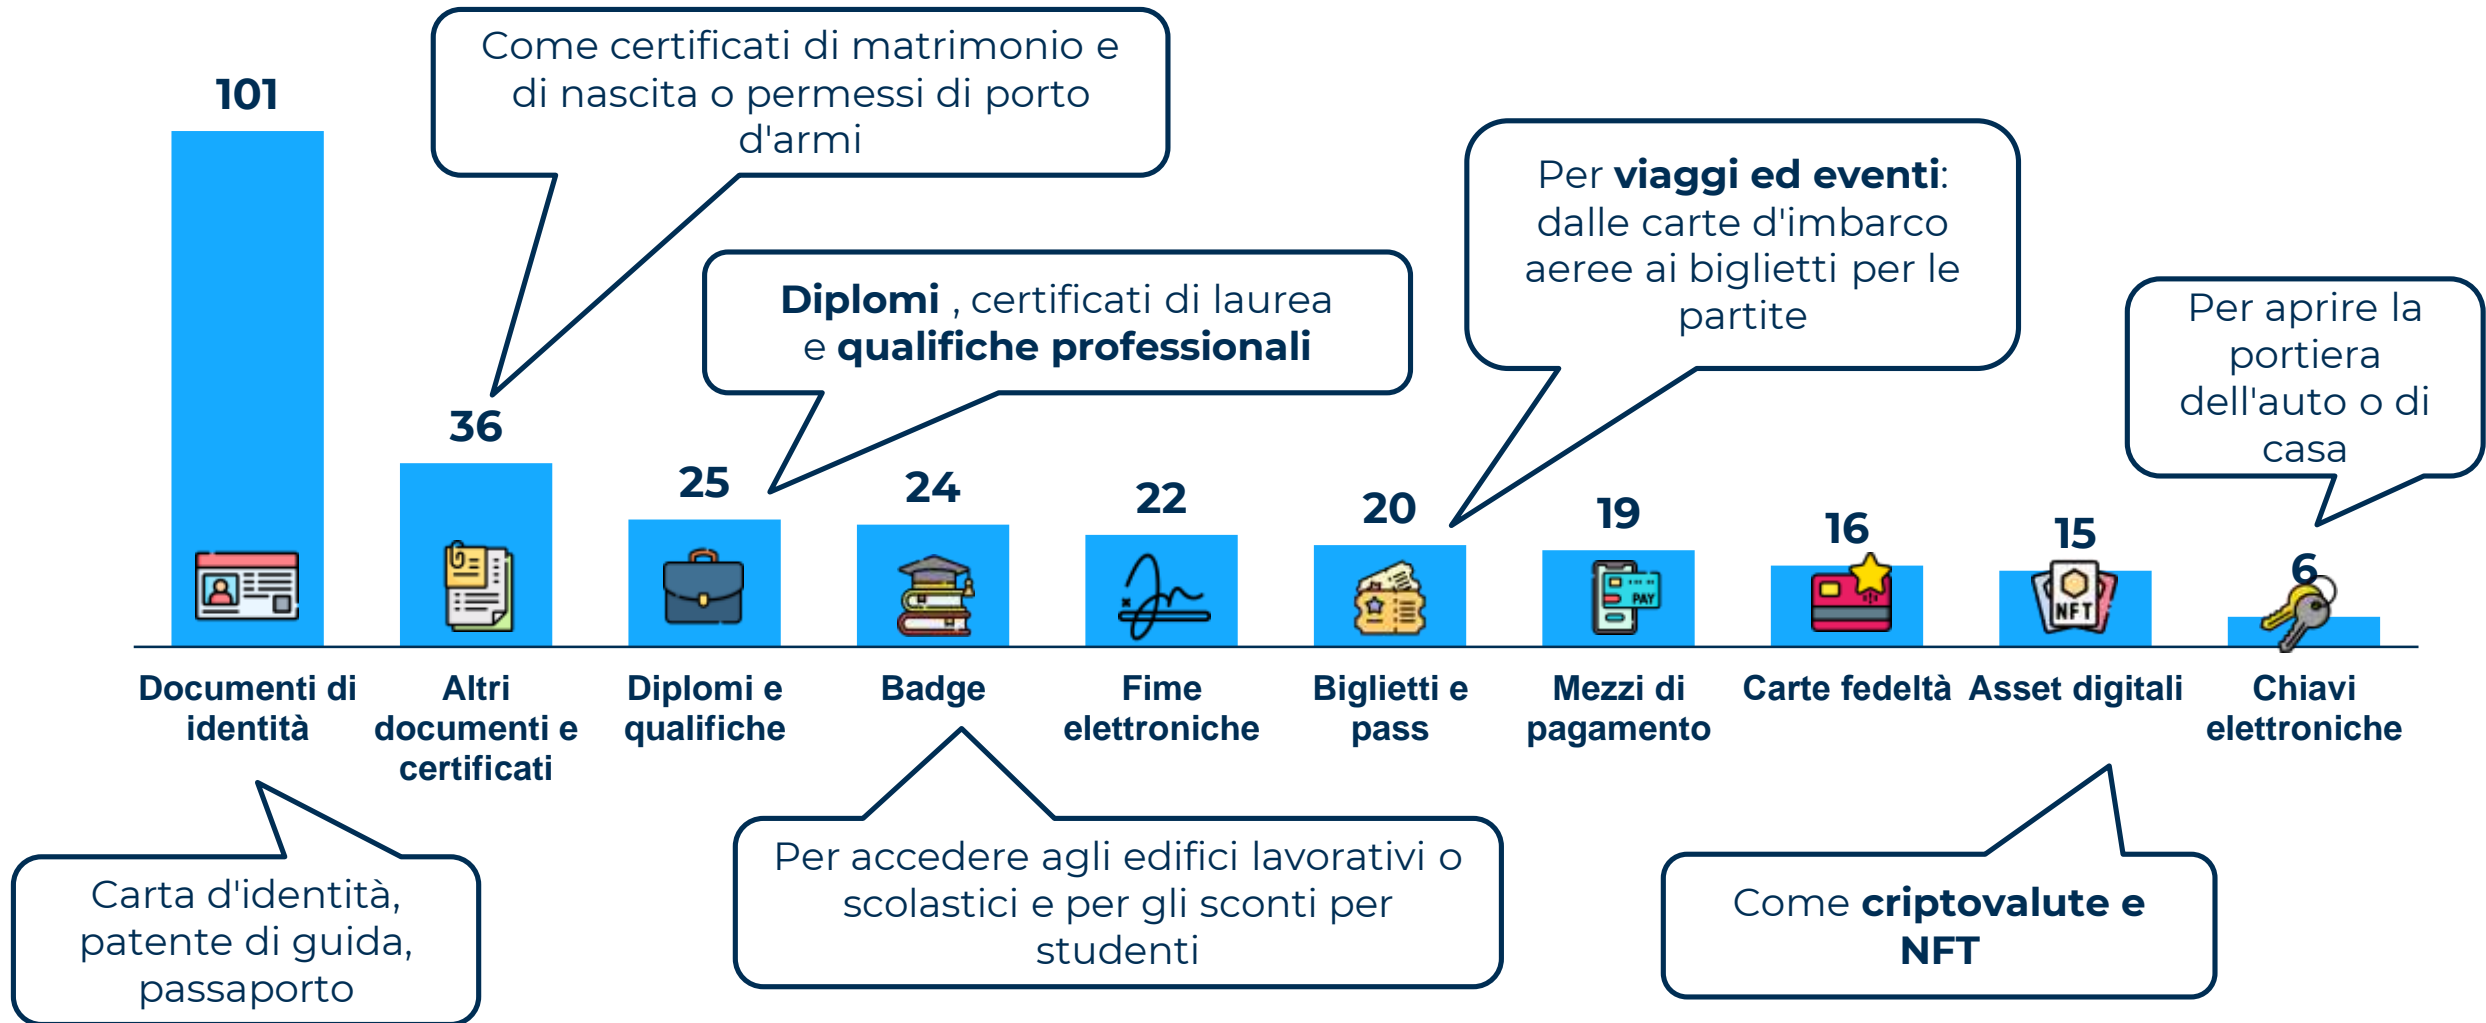 Come certificati di matrimonio e
di nascita o permessi di porto
d'armi
101
Per viaggi ed eventi:
dalle carte d'imbarco
aeree ai biglietti per le
partite
Diplomi , certificati di laurea
e qualifiche professionali
Per aprire la
portiera
dell'auto o di
casa
36
25
24
22
20
19
16
15
6
PAY
NFT
Documenti di
identità
Altri
documenti e
certificati
Diplomi e
qualifiche
Badge
Fime
elettroniche
Biglietti e
pass
Mezzi di
pagamento
Carte fedeltà
Asset digitali
Chiavi
elettroniche
Carta d'identità,
patente di guida,
passaporto
Per accedere agli edifici lavorativi o
scolastici e per gli sconti per
studenti
Come criptovalute e
NFT